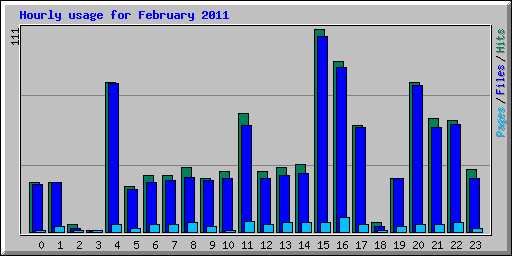 Hourly usage for February 2011
111
Pages / Files / Hits
0 1 2 3 4 5 6 7 8 9 10 11 12 13 14 15 16 17 18 19 20 21 22 23